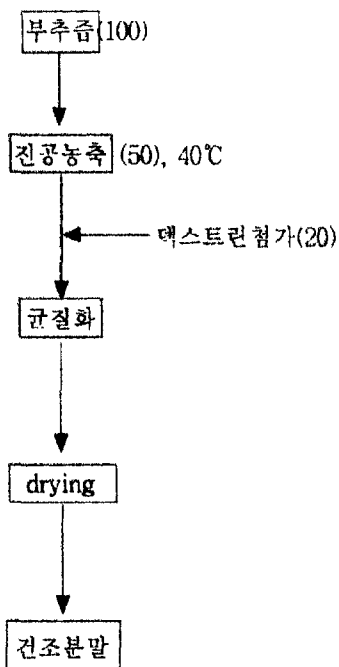 부추즙(100)
진공농축 (50), 40℃
덱스트린첨가(20)
균질화
drying
건조분말